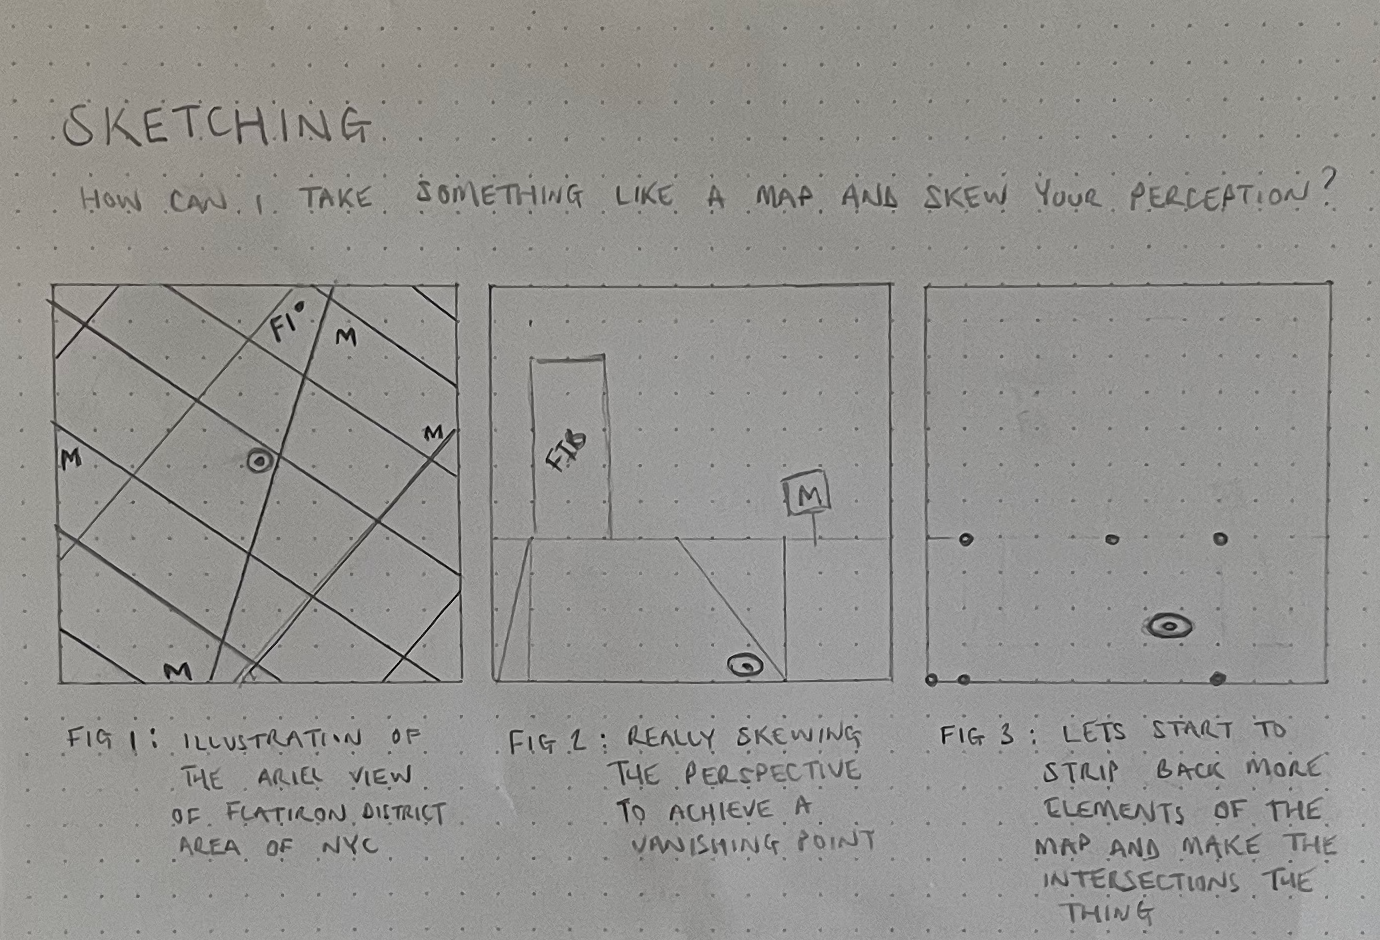 SKETCHING
HOW CAN I TAKE SOMETHING LIKE A MAP AND SKEW YOUR PERCEPTION?
FI
M
M
M
M
FIB
M
FIG 1: ILLUSTRATION OF
THE ARIEL VIEW
OF FLATIRON DISTRICT
AREA OF NYC
FIG 2: REALLY SKEWING
THE PERSPECTIVE
TO ACHIEVE A
VANISHING POINT
FIG 3: LETS START TO
STRIP BACK MORE
ELEMENTS OF THE
MAP AND MAKE THE
INTERSECTIONS THE
THING